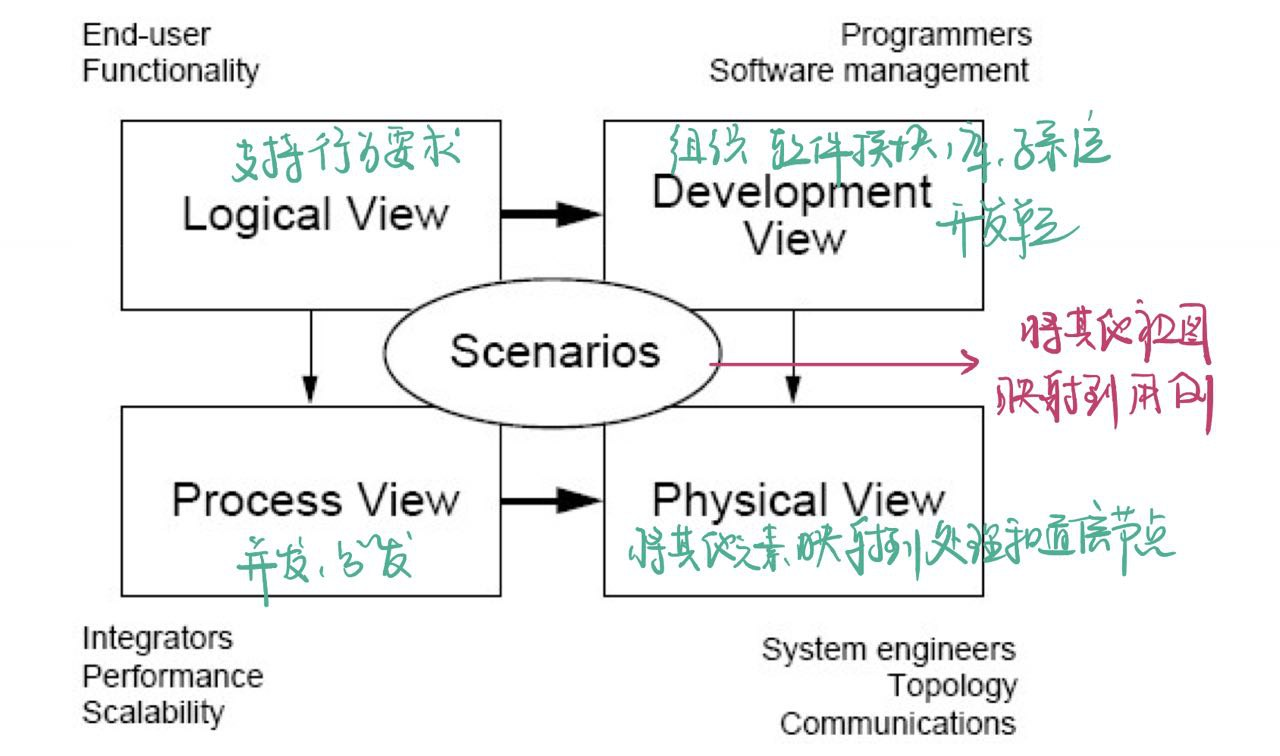 End-user
Functionality
Programmers
Software management
支持行为要求
Logical View
组织 软件模块，库，子系统
Development
View
开发单元
Scenarios
将其他视图
映射到用例
Process View
并发、分发
Physical View
将其他元素映射到处理和通信节点
Integrators
Performance
Scalability
System engineers
Topology
Communications